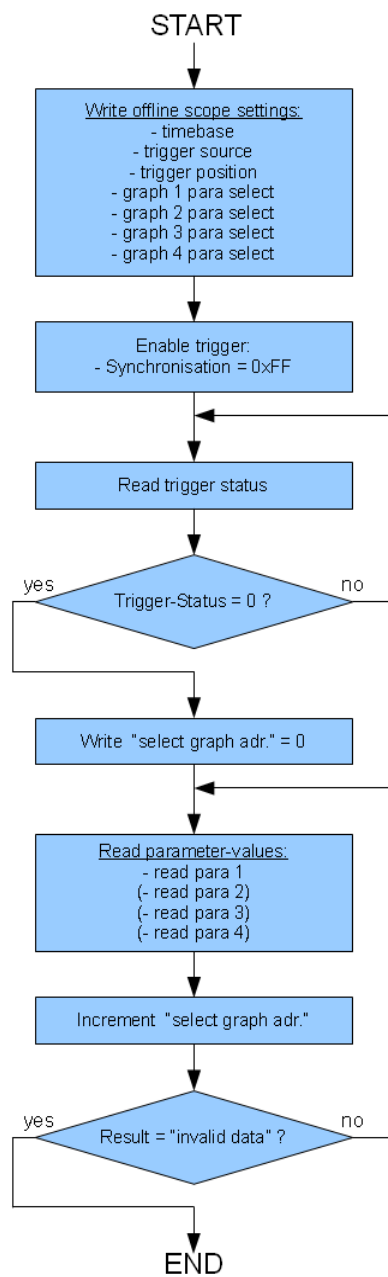 START
Write offline scope settings:
- timebase
- trigger source
- trigger position
- graph 1 para select
- graph 2 para select
- graph 3 para select
- graph 4 para select
Enable trigger:
- Synchronisation = 0xFF
Read trigger status
yes
no
Trigger-Status = 0 ?
Write "select graph adr." = 0
Read parameter-values:
- read para 1
(- read para 2)
(- read para 3)
(- read para 4)
Increment "select graph adr."
yes
no
Result = "invalid data" ?
END